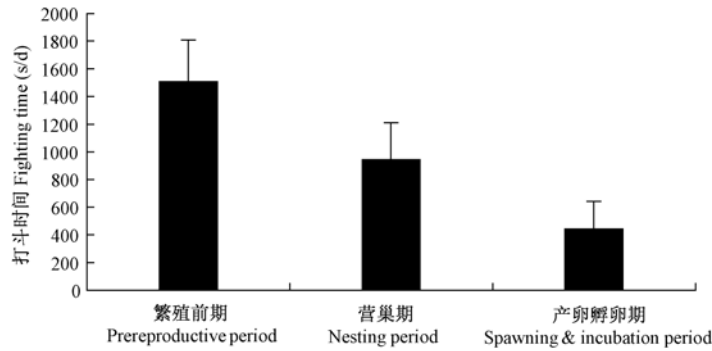 打斗时间 Fighting time (s/d)
2000
1800
1600
1400
1200
1000
800
600
400
200
0
繁殖前期
Prereproductive period
营巢期
Nesting period
产卵孵卵期
Spawning & incubation period